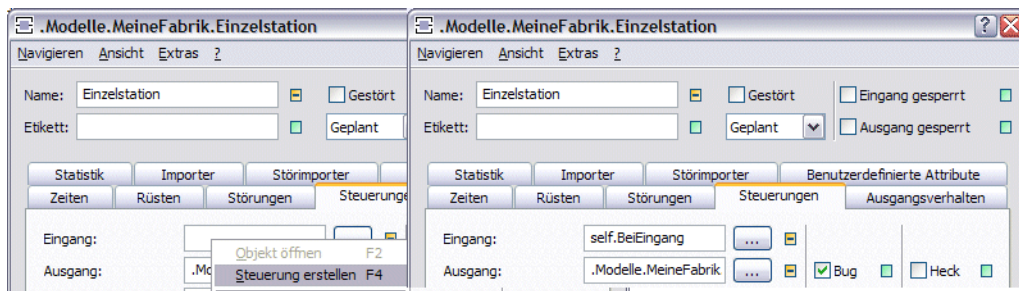 .Modelle.MeineFabrik.Einzelstation
Navigieren Ansicht Extras ?
Name: Einzelstation Gestört
Etikett: Geplant
Statistik Importer Störimporter
Zeiten Rüsten Störungen Steuerunge
Eingang: ...
Objekt öffnen F2
Ausgang: .Mo
Steuerung erstellen F4
.Modelle.MeineFabrik.Einzelstation ?
Navigieren Ansicht Extras ?
Name: Einzelstation Gestört Eingang gesperrt
Etikett: Geplant Ausgang gesperrt
Statistik Importer Störimporter Benutzerdefinierte Attribute
Zeiten Rüsten Störungen Steuerungen Ausgangsverhalten
Eingang: self.BeiEingang ...
Ausgang: .Modelle.MeineFabrik ... Bug Heck